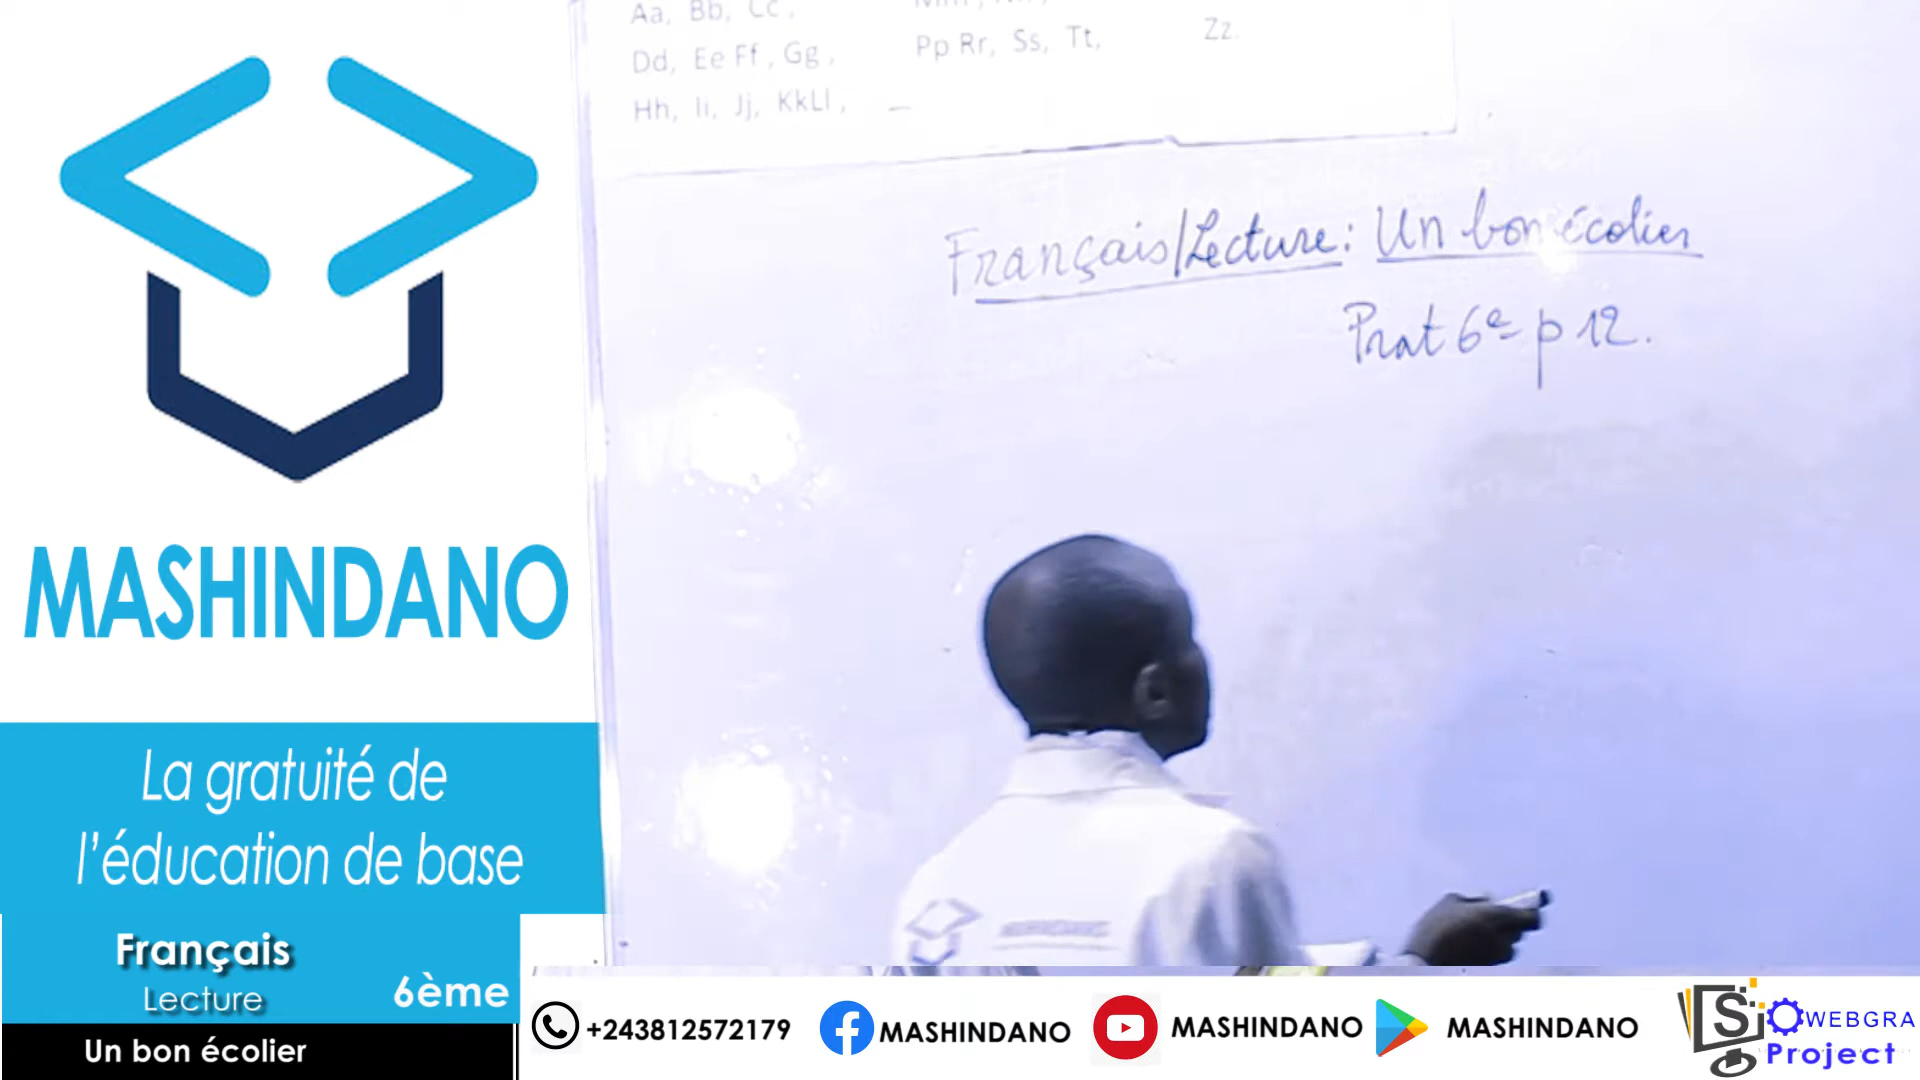 Aa, Bb, Cc,
Dd, Ee Ff, Gg,
Pp Rr, Ss, Tt,
Zz.
Hh, Ii, Jj, KkLl,
Français/Lecture: Un bon écolier
Prat 6e p 12.
MASHINDANO
La gratuité de
l'éducation de base
Français
Lecture
6ème
Un bon écolier
+243812572179
MASHINDANO
MASHINDANO
MASHINDANO
WEBGRA
Project